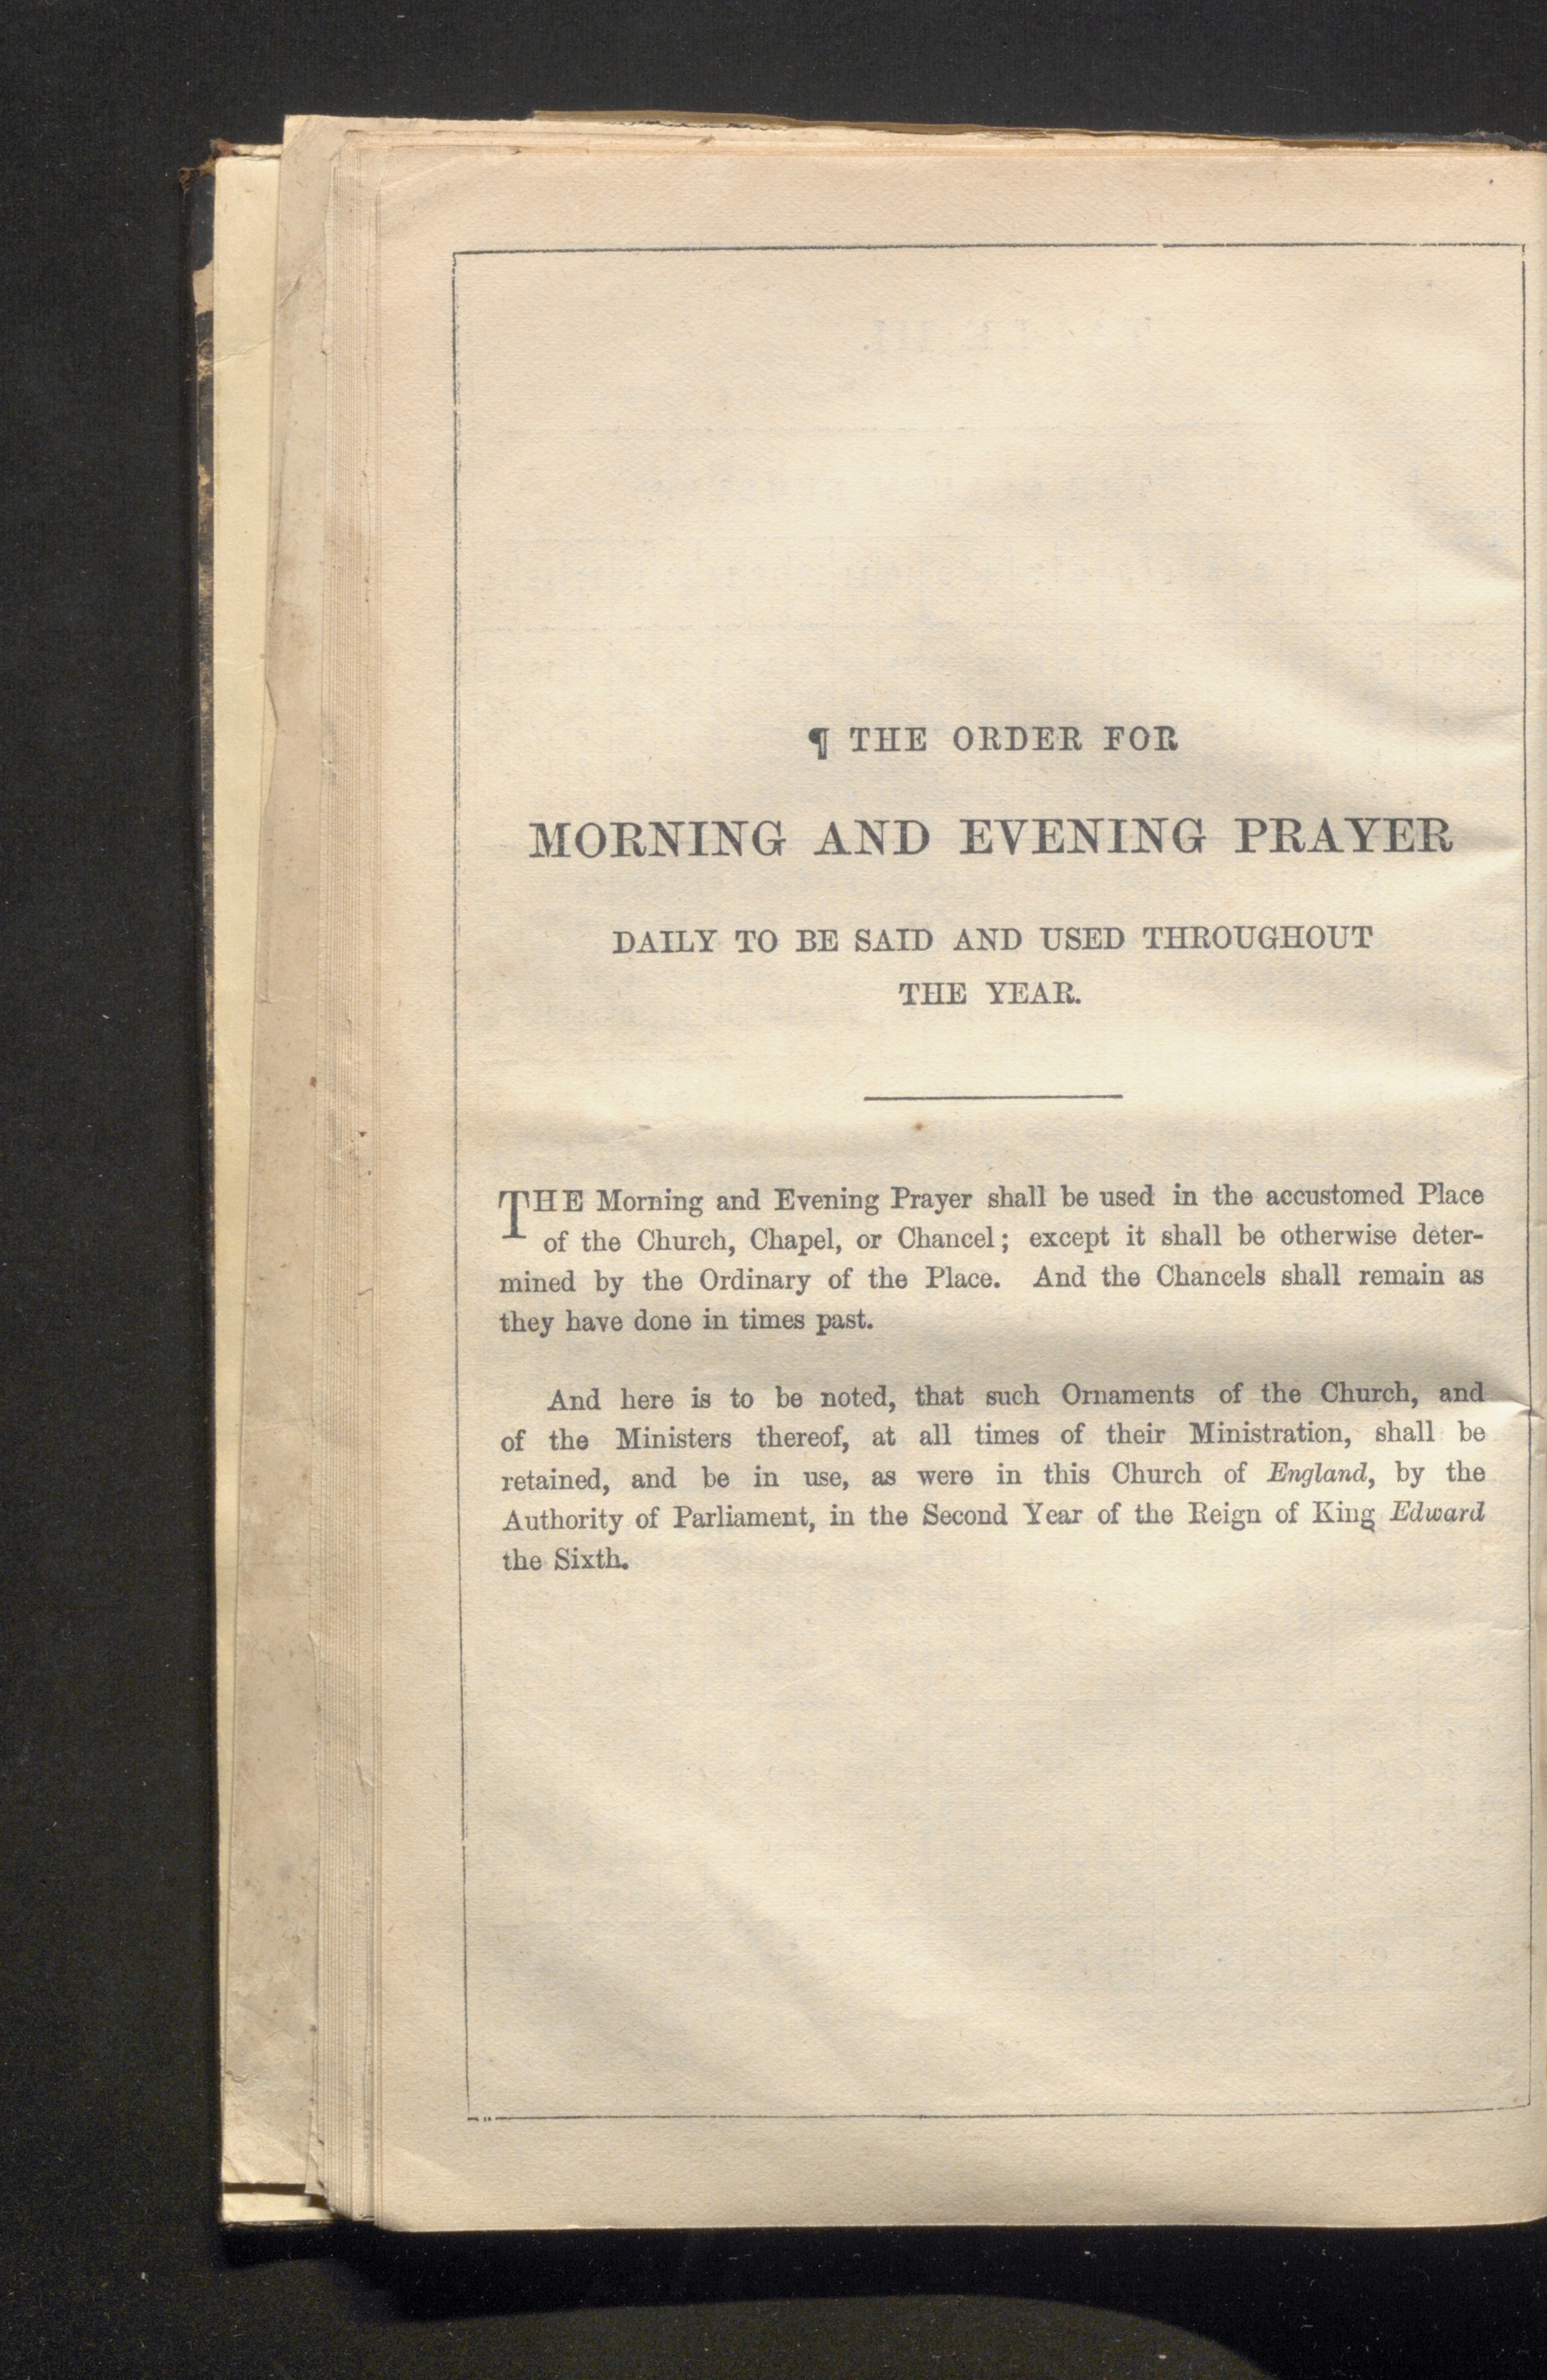 ¶ THE ORDER FOR
MORNING AND EVENING PRAYER
DAILY TO BE SAID AND USED THROUGHOUT
THE YEAR.
THE Morning and Evening Prayer shall be used in the accustomed Place
of the Church, Chapel, or Chancel; except it shall be otherwise deter-
mined by the Ordinary of the Place. And the Chancels shall remain as
they have done in times past.
And here is to be noted, that such Ornaments of the Church, and
of the Ministers thereof, at all times of their Ministration, shall be
retained, and be in use, as were in this Church of England, by the
Authority of Parliament, in the Second Year of the Reign of King Edward
the Sixth.